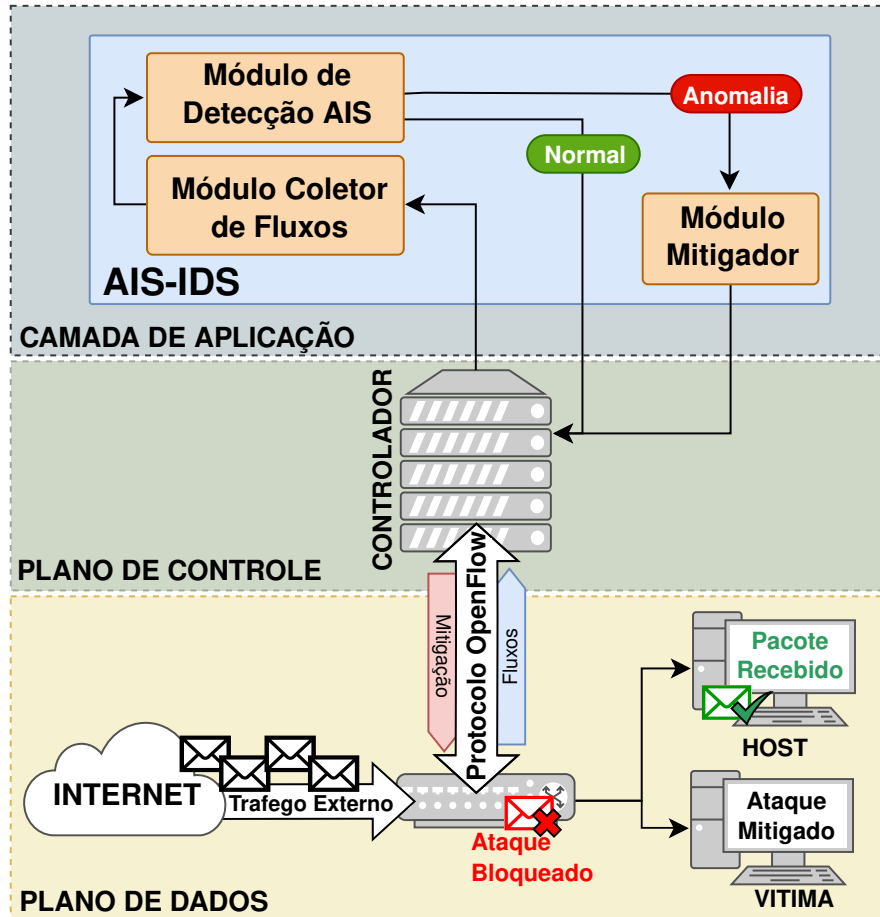 Módulo de
Detecção AIS
Anomalia
Normal
Módulo Coletor
de Fluxos
Módulo
Mitigador
AIS-IDS
CAMADA DE APLICAÇÃO
CONTROLADOR
PLANO DE CONTROLE
Mitigação
Protocolo OpenFlow
Fluxos
Pacote
Recebido
HOST
INTERNET
Trafego Externo
Ataque
Bloqueado
Ataque
Mitigado
VITIMA
PLANO DE DADOS